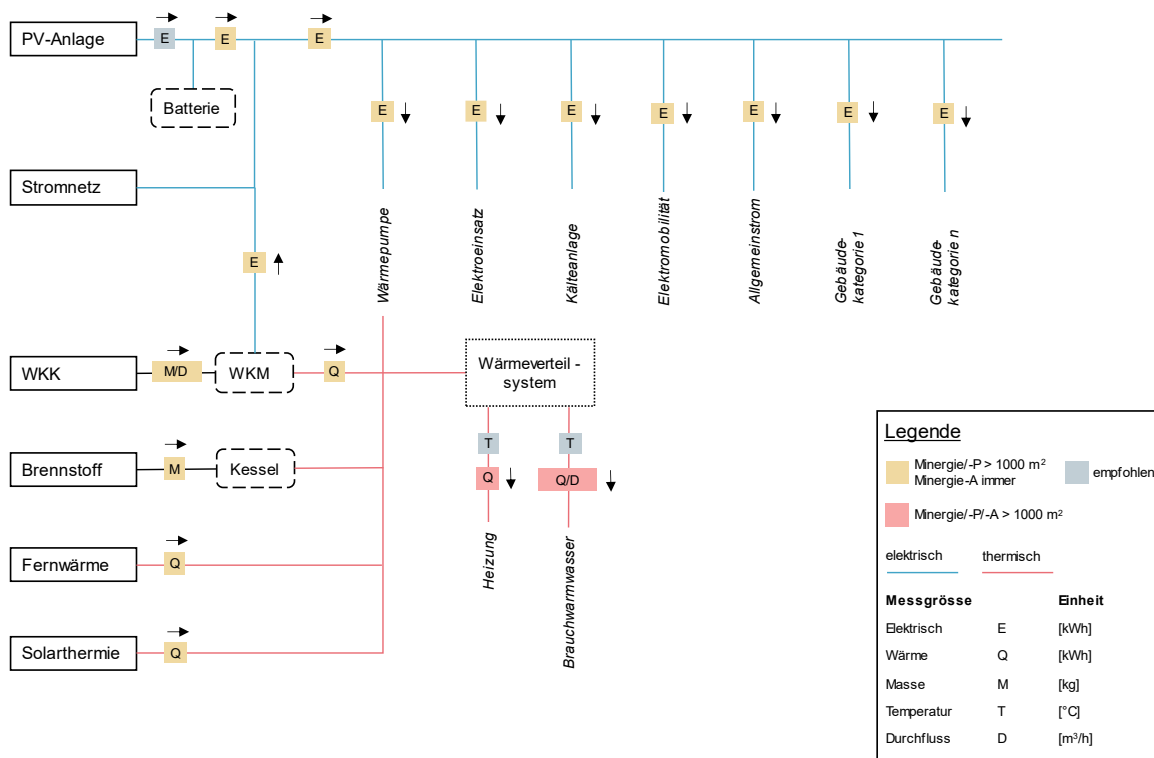 PV-Anlage
E
E
E
Batterie
E
E
E
E
E
E
E
Stromnetz
E
Wärmepumpe
Elektroeinsatz
Kälteanlage
Elektromobilität
Allgemeinstrom
Gebäude-
kategorie 1
Gebäude-
kategorie n
WKK
M/D
WKM
Q
Wärmeverteil -
system
T
T
Brennstoff
M
Kessel
Q
Q/D
Heizung
Brauchwarmwasser
Fernwärme
Q
Solarthermie
Q
Legende
Minergie/-P > 1000 m²
Minergie-A immer
empfohlen
Minergie/-P/-A > 1000 m²
elektrisch
thermisch
Messgrösse Einheit
Elektrisch E [kWh]
Wärme Q [kWh]
Masse M [kg]
Temperatur T [°C]
Durchfluss D [m³/h]